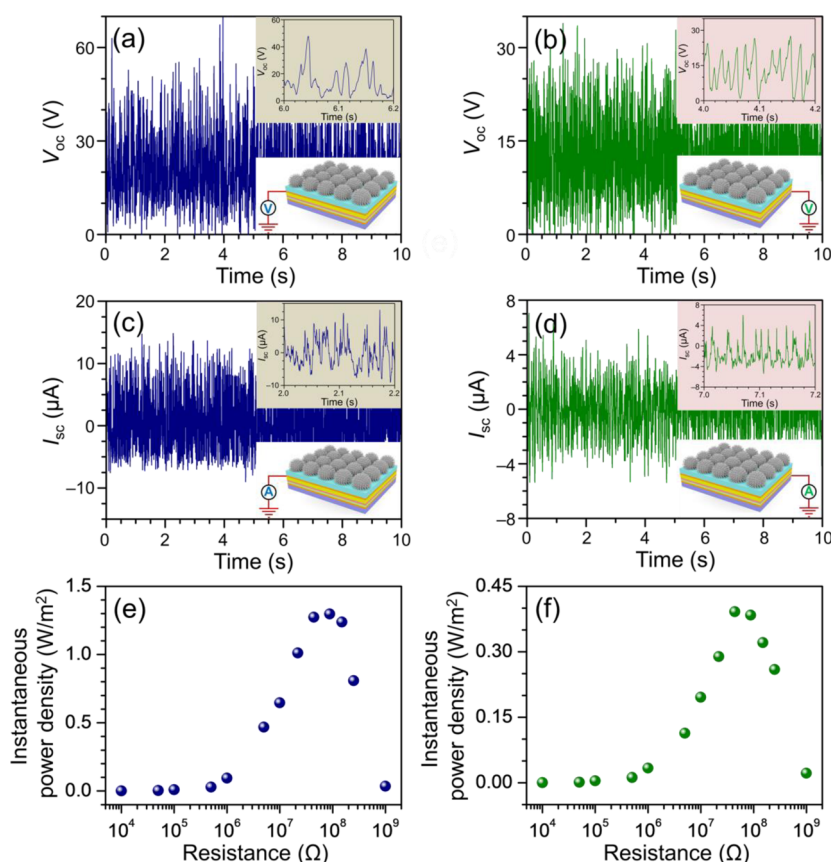 (a)
70
60
30
0
V_oc (V)
V_oc (V)
60
40
20
0
6.0 6.1 6.2
Time (s)
V
0 2 4 6 8 10
Time (s)
(b)
30
15
0
V_oc (V)
V_oc (V)
45
30
15
0
4.0 4.1 4.2
Time (s)
V
0 2 4 6 8 10
Time (s)
(e)
(c)
20
10
0
–10
I_sc (μA)
I_sc (μA)
20
10
0
–10
2.0 2.1 2.2
Time (s)
A
0 2 4 6 8 10
Time (s)
(d)
8
4
0
–4
–8
I_sc (μA)
I_sc (μA)
8
4
0
–4
–8
7.0 7.1 7.2
Time (s)
A
0 2 4 6 8 10
Time (s)
(e)
1.5
1.0
0.5
0.0
Instantaneous
power density (W/m²)
10⁴ 10⁵ 10⁶ 10⁷ 10⁸ 10⁹
Resistance (Ω)
(f)
0.45
0.30
0.15
0.00
Instantaneous
power density (W/m²)
10⁴ 10⁵ 10⁶ 10⁷ 10⁸ 10⁹
Resistance (Ω)